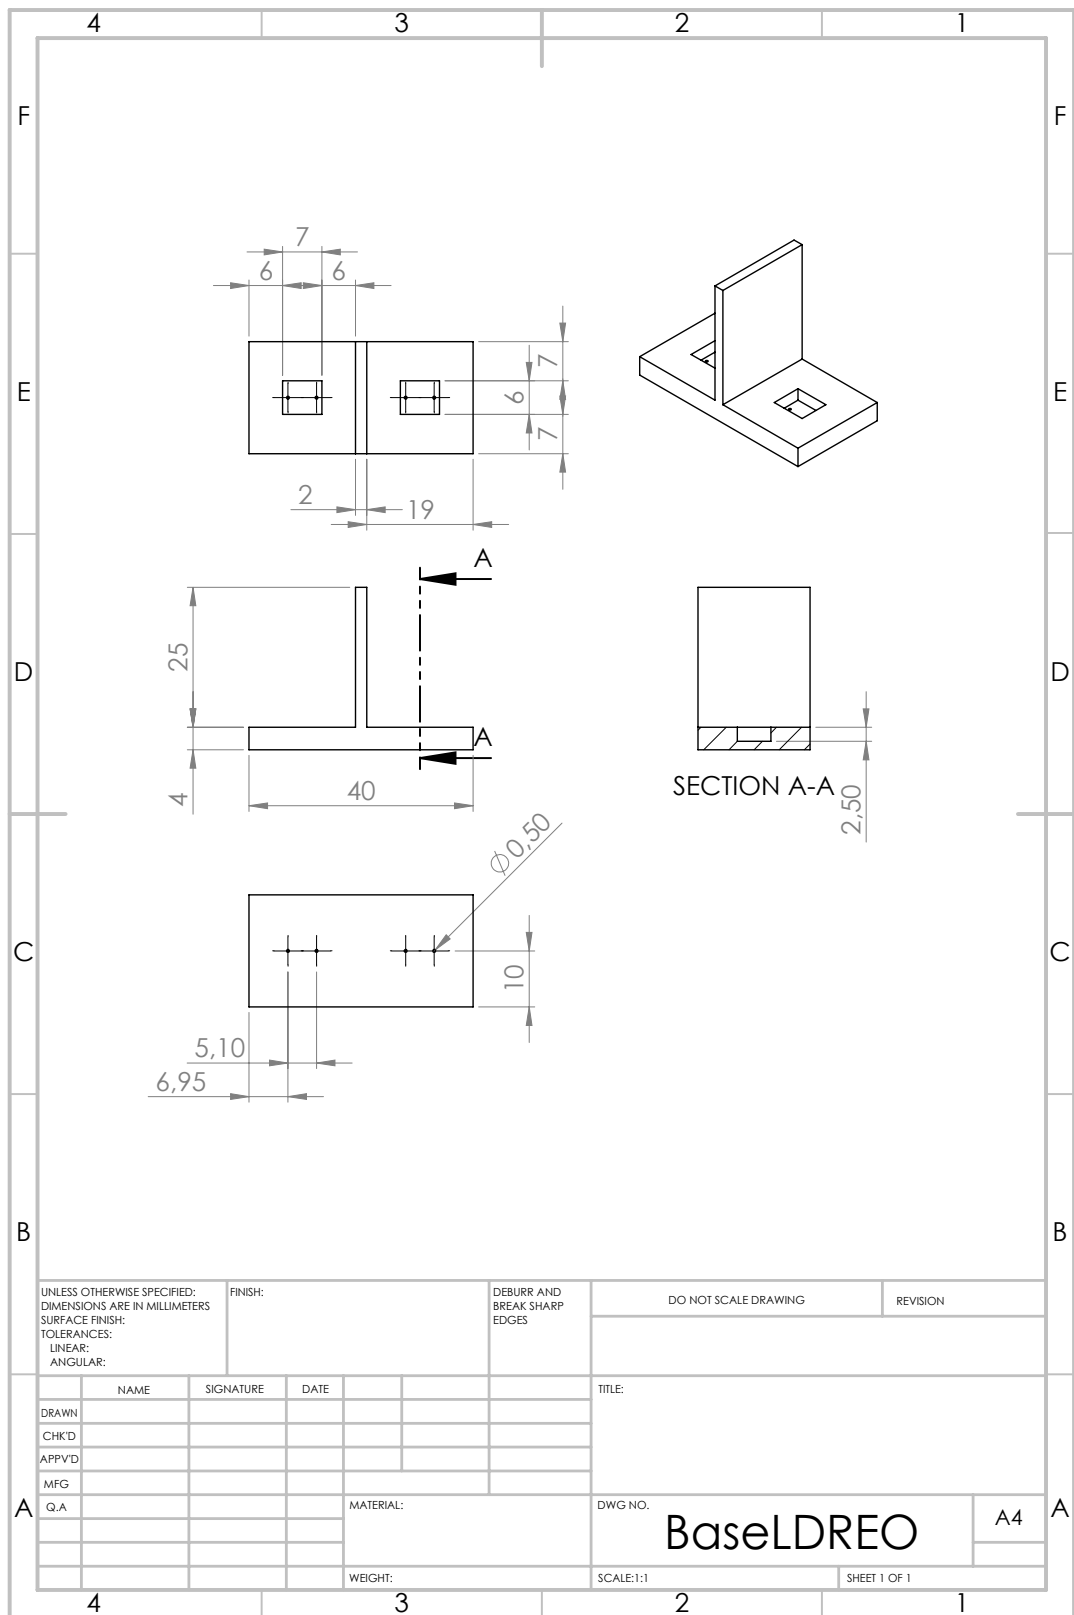 4 3 2 1
F F
7
6 6
7
E 6 E
7
2 19
A
25
D D
A
4 40
SECTION A-A
2,50
Ø0,50
C C
10
5,10
6,95
B B
UNLESS OTHERWISE SPECIFIED:
DIMENSIONS ARE IN MILLIMETERS
SURFACE FINISH:
TOLERANCES:
LINEAR:
ANGULAR:
FINISH:
DEBURR AND
BREAK SHARP
EDGES
DO NOT SCALE DRAWING
REVISION
NAME SIGNATURE DATE
TITLE:
DRAWN
CHK'D
APPV'D
MFG
Q.A
A A
MATERIAL:
DWG NO.
BaseLDREO
A4
WEIGHT:
SCALE:1:1
SHEET 1 OF 1
4 3 2 1